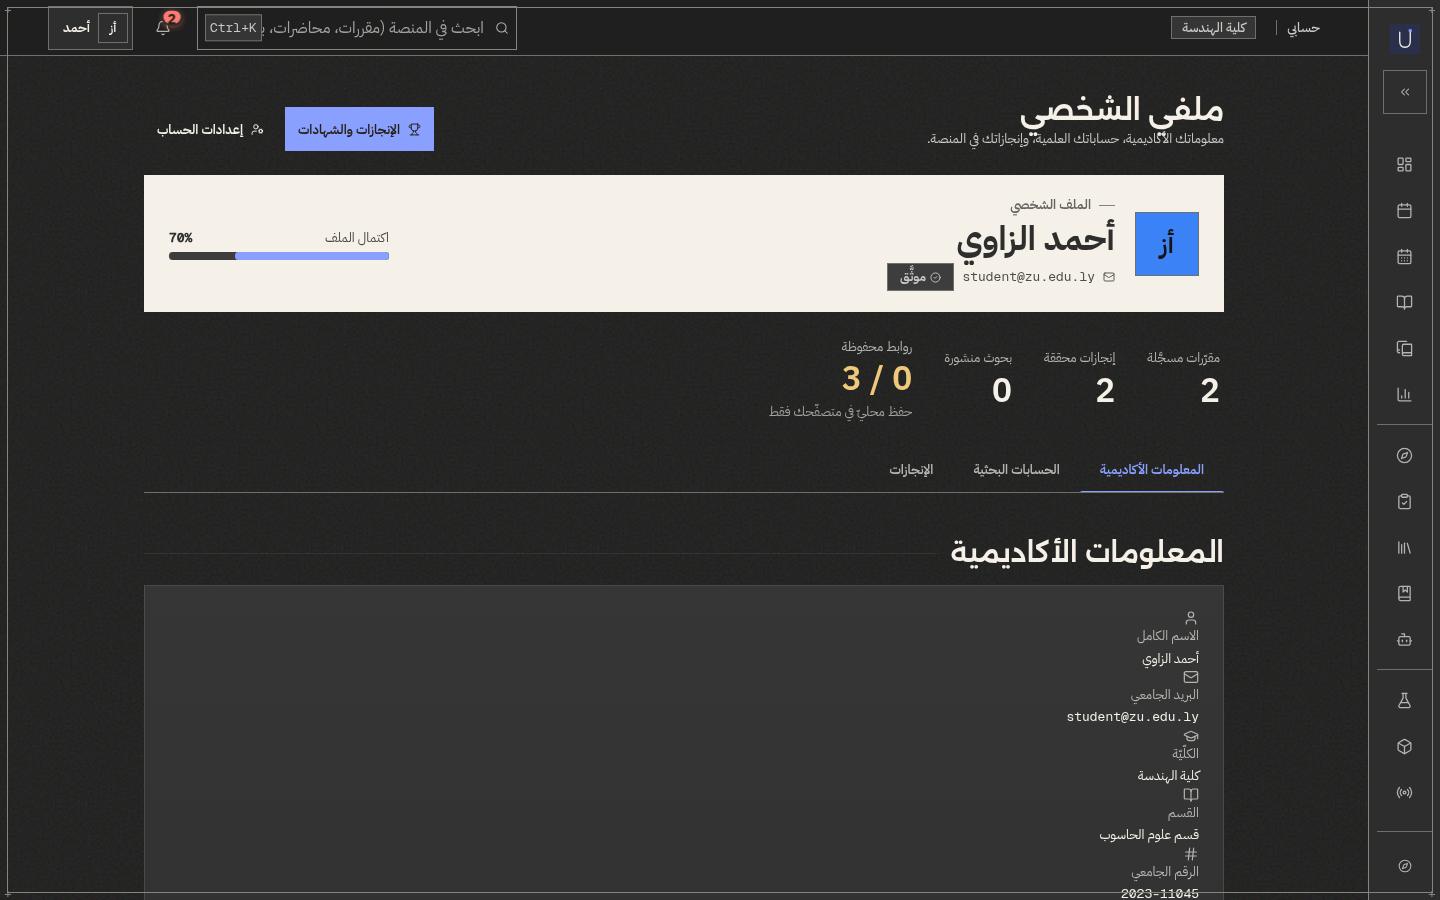 حسابي
كلية الهندسة
ابحث في المنصة (مقررات، محاضرات، ب
Ctrl+K
2
أز
أحمد
ملفي الشخصي
معلوماتك الأكاديمية، حساباتك العلمية، وإنجازاتك في المنصة.
الإنجازات والشهادات
إعدادات الحساب
أز
الملف الشخصي
أحمد الزاوي
student@zu.edu.ly
موثَّق
اكتمال الملف
70%
مقرّرات مسجَّلة
2
إنجازات محققة
2
بحوث منشورة
0
روابط محفوظة
3 / 0
حفظ محليّ في متصفّحك فقط
المعلومات الأكاديمية
الحسابات البحثية
الإنجازات
المعلومات الأكاديمية
الاسم الكامل
أحمد الزاوي
البريد الجامعي
student@zu.edu.ly
الكلّيّة
كلية الهندسة
القسم
قسم علوم الحاسوب
الرقم الجامعي
2023-11045